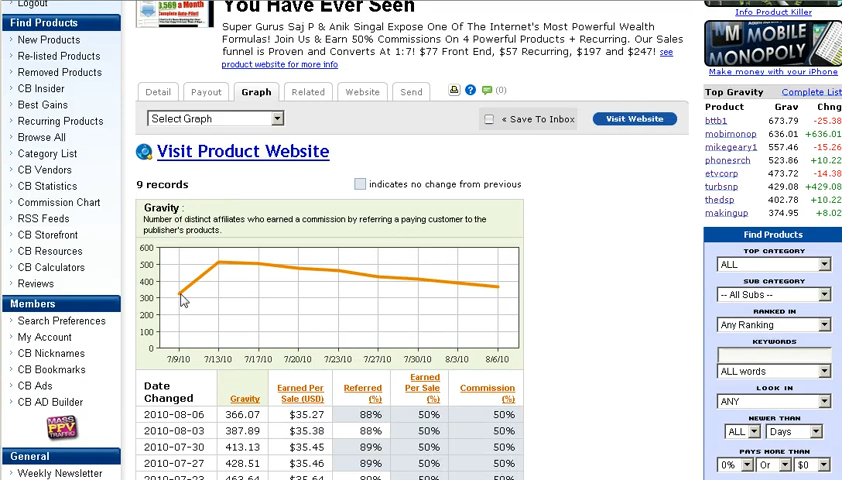 Logout
Find Products
New Products
Re-listed Products
Removed Products
CB Insider
Best Gains
Recurring Products
Browse All
Category List
CB Vendors
CB Statistics
Commission Chart
RSS Feeds
CB Storefront
CB Resources
CB Calculators
Reviews
Members
Search Preferences
My Account
CB Nicknames
CB Bookmarks
CB Ads
CB AD Builder
MASS
PPV
TRAFFIC
General
Weekly Newsletter
You Have Ever Seen
3,569 a Month
Super Gurus Saj P & Anik Singal Expose One Of The Internet's Most Powerful Wealth
Formulas! Join Us & Earn 50% Commissions On 4 Powerful Products + Recurring. Our Sales
funnel is Proven and Converts At 1:7! $77 Front End, $57 Recurring, $197 and $247! see
product website for more info
Detail Payout Graph Related Website Send (0)
Select Graph « Save To Inbox Visit Website
Visit Product Website
9 records indicates no change from previous
Gravity :
Number of distinct affiliates who earned a commission by referring a paying customer to the
publisher's products.
600
500
400
300
200
100
0
7/9/10 7/13/10 7/17/10 7/20/10 7/23/10 7/27/10 7/30/10 8/3/10 8/6/10
Date Changed Gravity Earned Per Sale (USD) Referred (%) Earned Per Sale (%) Commission (%)
2010-08-06 366.07 $35.27 88% 50% 50%
2010-08-03 387.89 $35.38 88% 50% 50%
2010-07-30 413.13 $35.45 89% 50% 50%
2010-07-27 428.51 $35.46 89% 50% 50%
Info Product Killer
MM MOBILE
MONOPOLY
Make money with your iPhone
Top Gravity Complete List
Product Grav Chng
bttb1 673.79 -25.38
mobimonop 636.01 +636.01
mikegeary1 557.46 -15.26
phonesrch 523.86 +10.22
etvcorp 473.72 -14.38
turbsnp 429.08 +429.08
thedsp 402.78 +10.22
makingup 374.95 +8.02
Find Products
TOP CATEGORY
ALL
SUB CATEGORY
-- All Subs --
RANKED IN
Any Ranking
KEYWORDS
ALL words
LOOK IN
ANY
NEWER THAN
ALL Days
PAYS MORE THAN
0% Or $0